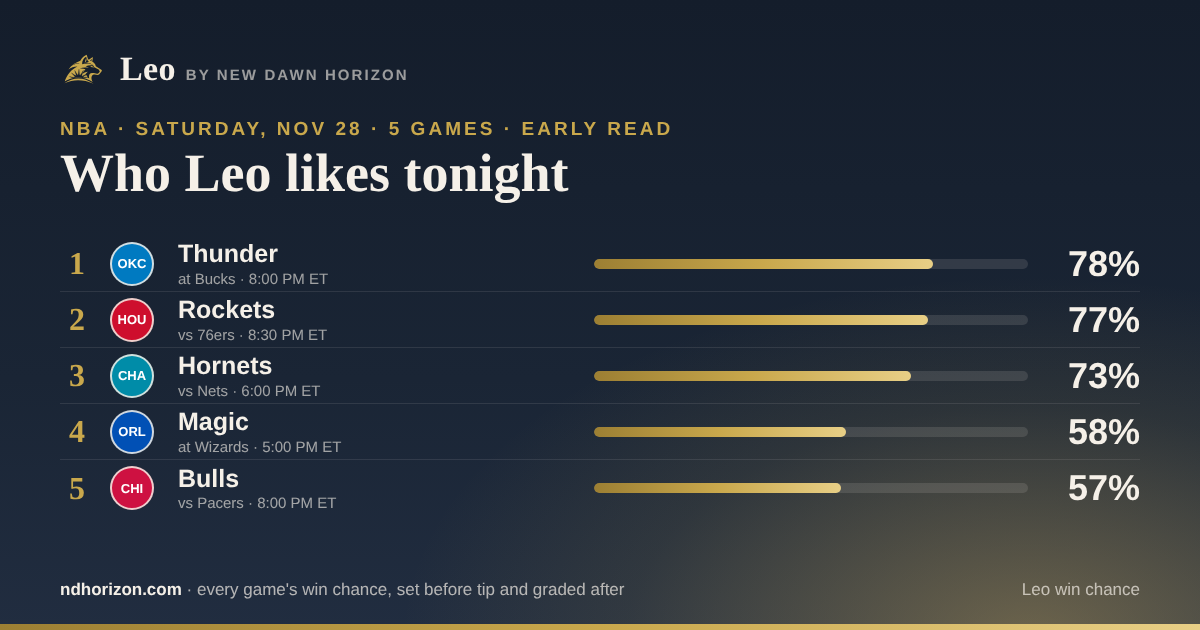 Leo BY NEW DAWN HORIZON
NBA · SATURDAY, NOV 28 · 5 GAMES · EARLY READ
Who Leo likes tonight
1 OKC Thunder 78%
at Bucks · 8:00 PM ET
2 HOU Rockets 77%
vs 76ers · 8:30 PM ET
3 CHA Hornets 73%
vs Nets · 6:00 PM ET
4 ORL Magic 58%
at Wizards · 5:00 PM ET
5 CHI Bulls 57%
vs Pacers · 8:00 PM ET
ndhorizon.com · every game's win chance, set before tip and graded after
Leo win chance